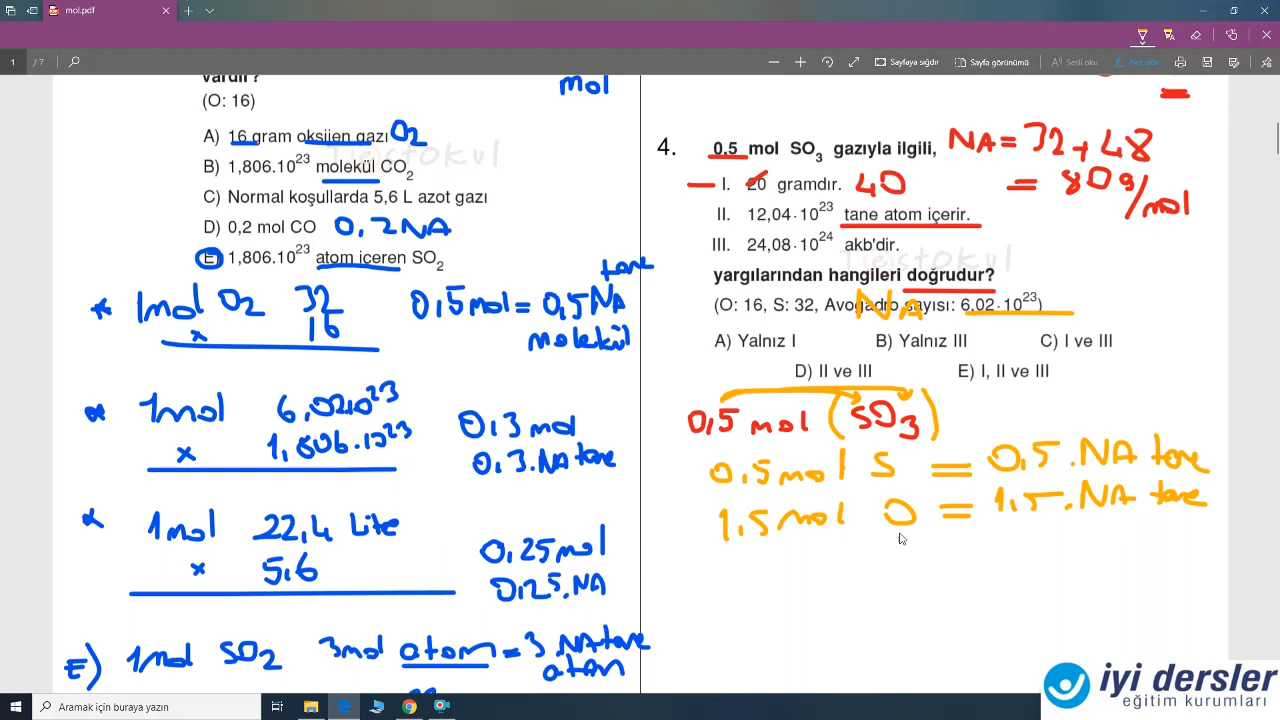 mol.pdf
1 / 7
Sayfaya sığdır
Sayfa görünümü
Sesli oku
vardır?
(O: 16)
A) 16 gram oksijen gazı O2
B) 1,806.10^23 molekül CO2
C) Normal koşullarda 5,6 L azot gazı
D) 0,2 mol CO 0,2NA
E) 1,806.10^23 atom içeren SO2
mol
* 1mol O2 32
x 16
0,5mol = 0,5NA tane
molekül
* 1mol 6,02.10^23
x 1,806.10^23
0,3mol
0,3.NA tane
* 1mol 22,4 Litre
x 5,6
0,25mol
0,25.NA
E) 1mol SO2 3mol atom = 3.NA tane
atom
4. 0,5 mol SO3 gazıyla ilgili, NA = 32 + 48
= 80 g/mol
I. 20 gramdır. 40
II. 12,04·10^23 tane atom içerir.
III. 24,08·10^24 akb'dir.
yargılarından hangileri doğrudur?
(O: 16, S: 32, Avogadro sayısı: 6,02·10^23)
NA
A) Yalnız I B) Yalnız III C) I ve III
D) II ve III E) I, II ve III
0,5 mol (SO3)
0,5mol S = 0,5.NA tane
1,5mol O = 1,5.NA tane
iyi dersler
eğitim kurumları
Aramak için buraya yazın